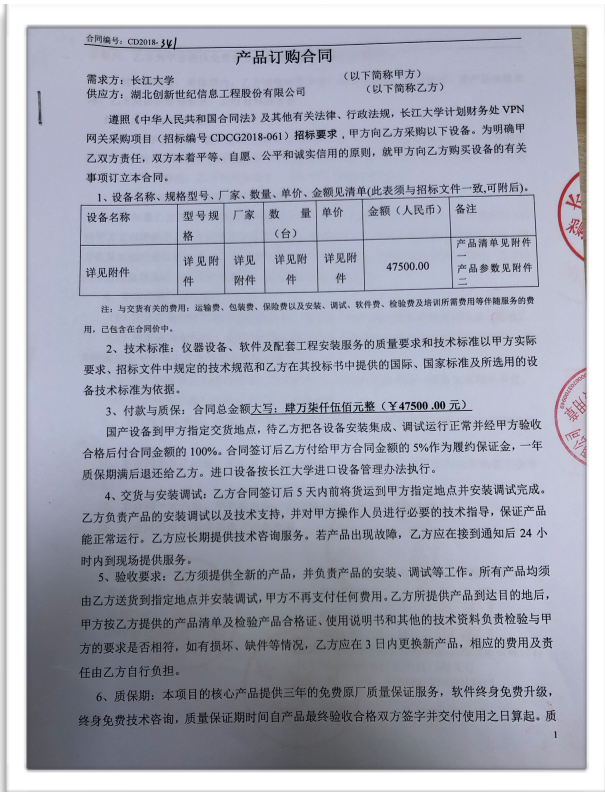 合同编号：CD2018-341
产品订购合同
需求方：长江大学 （以下简称甲方）
供应方：湖北创新世纪信息工程股份有限公司 （以下简称乙方）
遵照《中华人民共和国合同法》及其他有关法律、行政法规，长江大学计划财务处 VPN
网关采购项目（招标编号 CDCG2018-061）招标要求，甲方向乙方采购以下设备。为明确甲
乙双方责任，双方本着平等、自愿、公平和诚实信用的原则，就甲方向乙方购买设备的有关
事项订立本合同。
1、设备名称、规格型号、厂家、数量、单价、金额见清单(此表须与招标文件一致,可附后)。
设备名称 型号规格 厂家 数量（台） 单价 金额（人民币） 备注
详见附件 详见附件 详见附件 详见附件 详见附件 47500.00 产品清单见附件一 产品参数见附件二
注：与交货有关的费用：运输费、包装费、保险费以及安装、调试、软件费、检验费及培训所需费用等伴随服务的费
用，已包含在合同价中。
2、技术标准：仪器设备、软件及配套工程安装服务的质量要求和技术标准以甲方实际
要求、招标文件中规定的技术规范和乙方在其投标书中提供的国际、国家标准及所选用的设
备技术标准为依据。
3、付款与质保：合同总金额大写：肆万柒仟伍佰元整（￥47500 .00 元）
国产设备到甲方指定交货地点，待乙方把各设备安装集成、调试运行正常并经甲方验收
合格后付合同金额的 100%。合同签订后乙方付给甲方合同金额的 5%作为履约保证金，一年
质保期满后退还给乙方。进口设备按长江大学进口设备管理办法执行。
4、交货与安装调试：乙方合同签订后 5 天内前将货运到甲方指定地点并安装调试完成。
乙方负责产品的安装调试以及技术支持，并对甲方操作人员进行必要的技术指导，保证产品
能正常运行。乙方应长期提供技术咨询服务。若产品出现故障，乙方应在接到通知后 24 小
时内到现场提供服务。
5、验收要求：乙方须提供全新的产品，并负责产品的安装、调试等工作。所有产品均须
由乙方送货到指定地点并安装调试，甲方不再支付任何费用。乙方所提供产品到达目的地后，
甲方按乙方提供的产品清单及检验产品合格证、使用说明书和其他的技术资料负责检验与甲
方的要求是否相符，如有损坏、缺件等情况，乙方应在 3 日内更换新产品，相应的费用及责
任由乙方自行负担。
6、质保期：本项目的核心产品提供三年的免费原厂质量保证服务，软件终身免费升级，
终身免费技术咨询，质量保证期时间自产品最终验收合格双方签字并交付使用之日算起。质
1